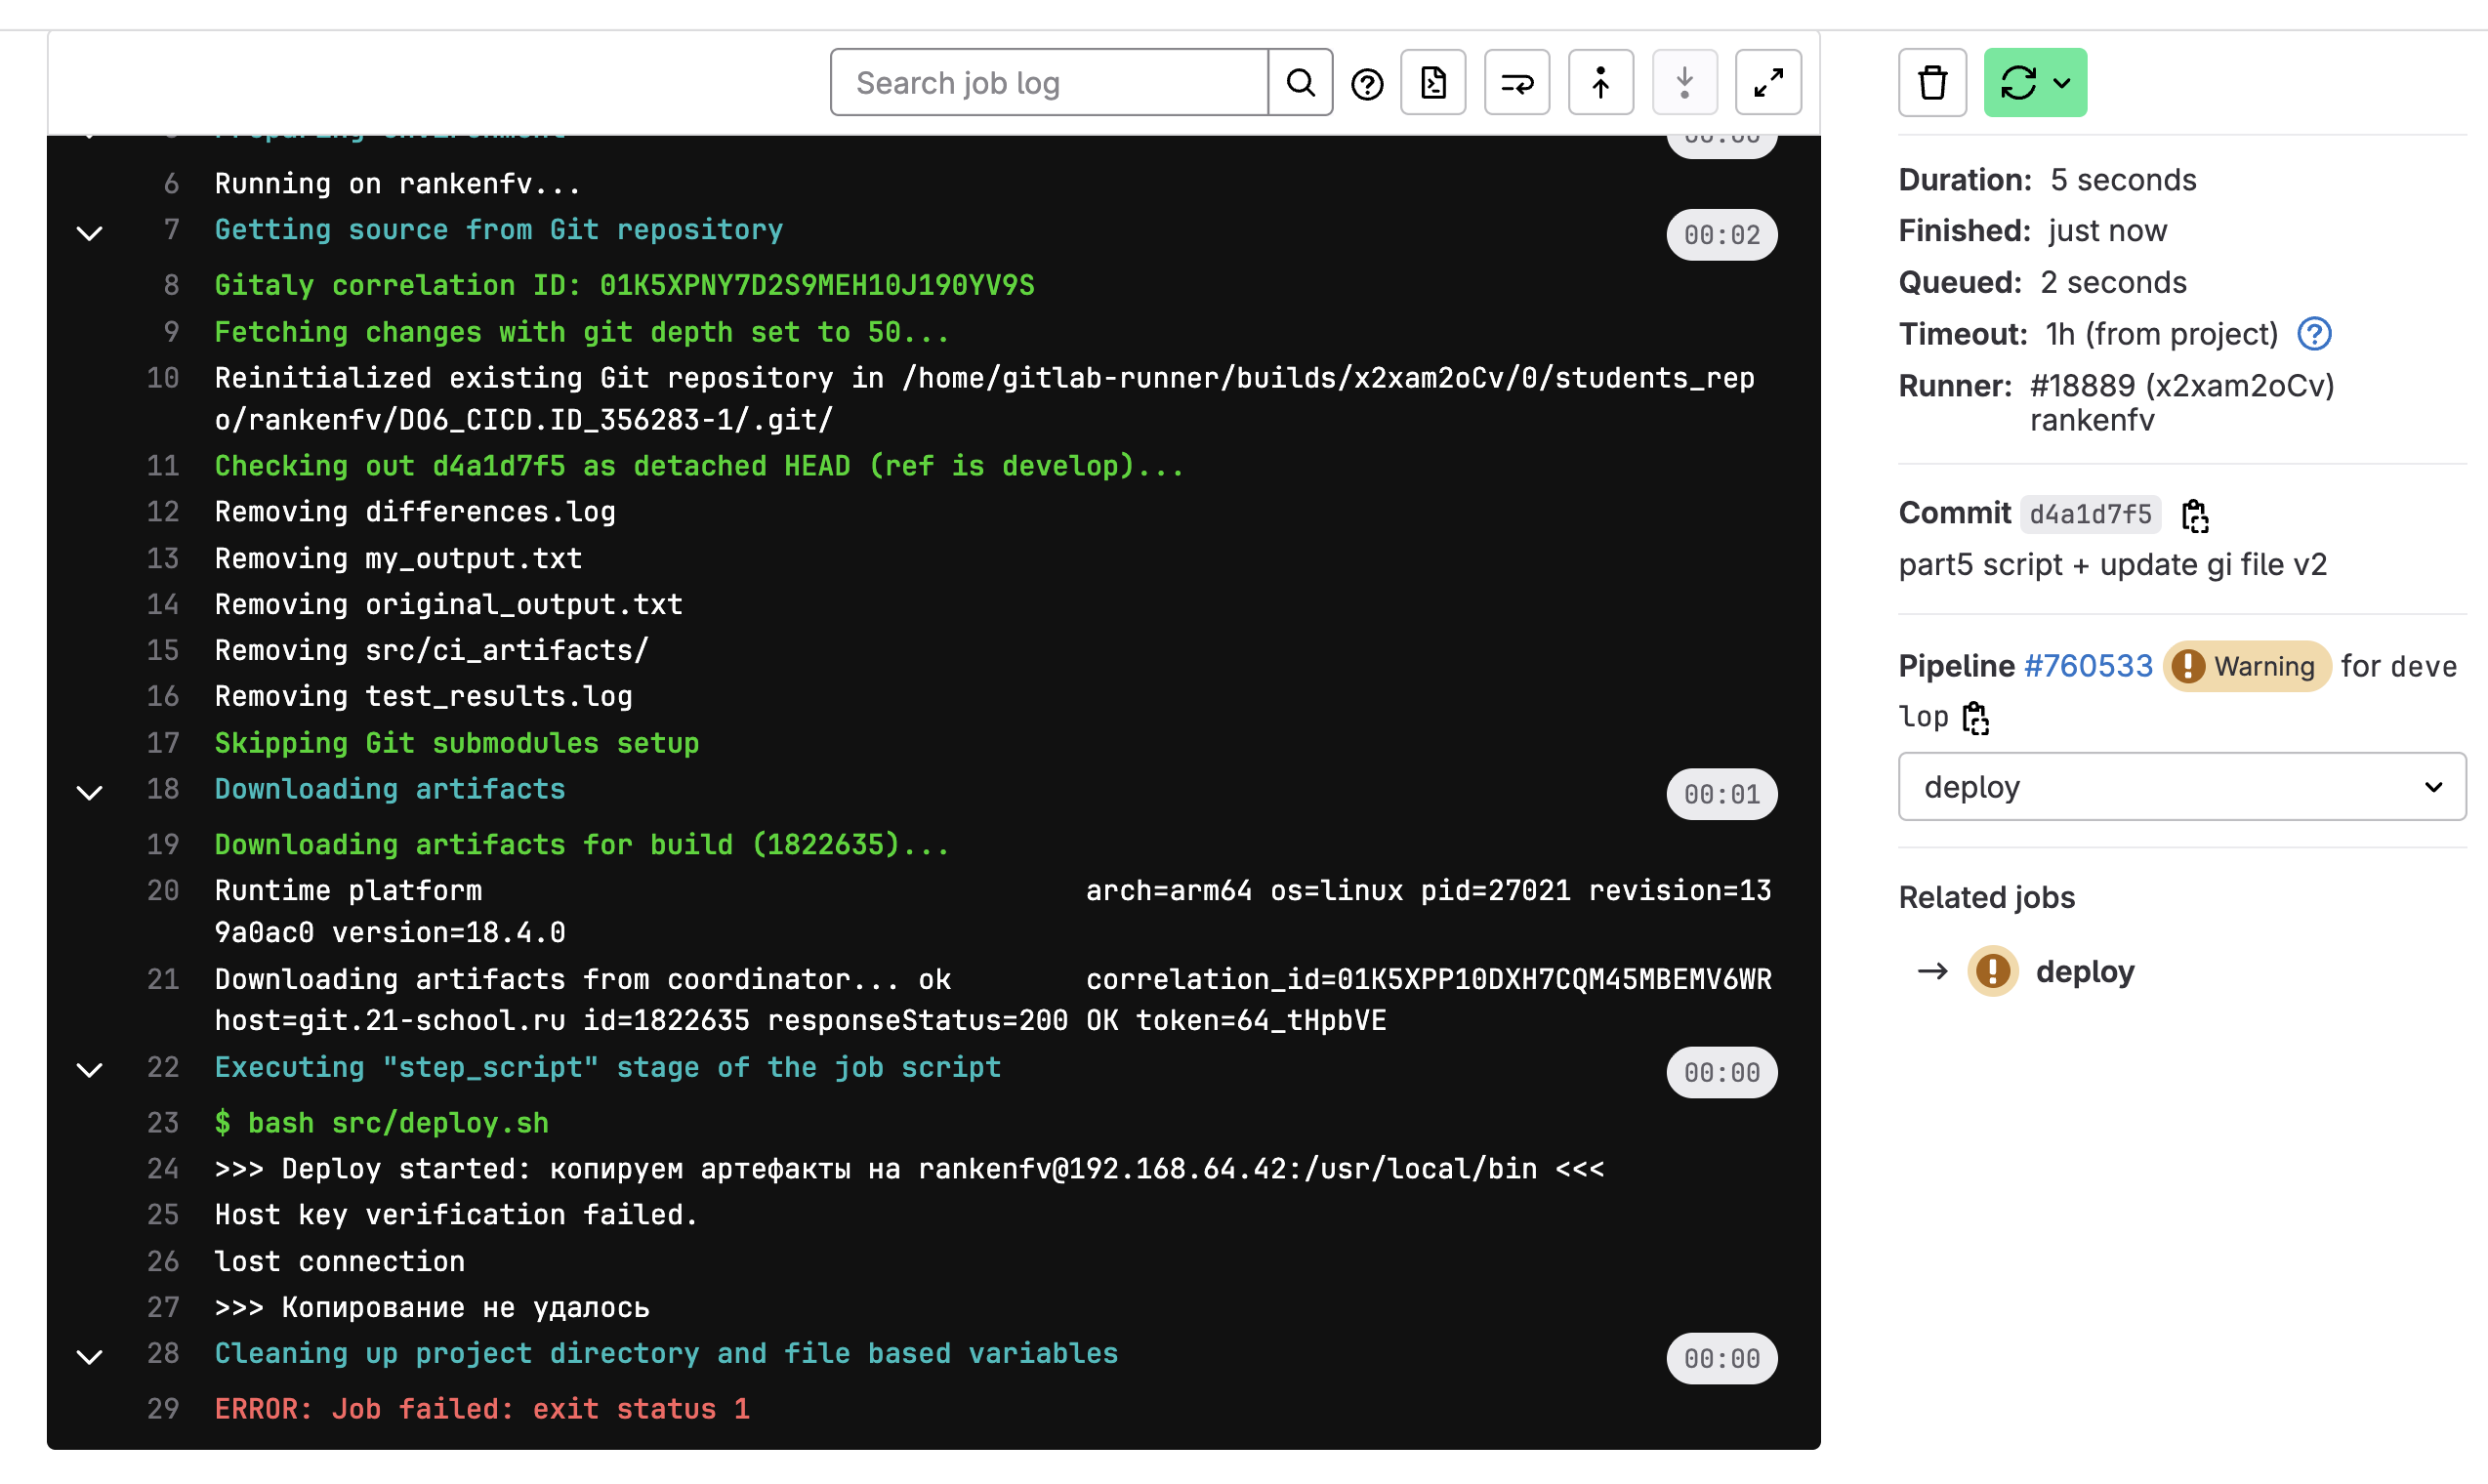 Search job log
Preparing environment
00:00
6 Running on rankenfv...
7 Getting source from Git repository
00:02
8 Gitaly correlation ID: 01K5XPNY7D2S9MEH10J190YV9S
9 Fetching changes with git depth set to 50...
10 Reinitialized existing Git repository in /home/gitlab-runner/builds/x2xam2oCv/0/students_rep
o/rankenfv/DO6_CICD.ID_356283-1/.git/
11 Checking out d4a1d7f5 as detached HEAD (ref is develop)...
12 Removing differences.log
13 Removing my_output.txt
14 Removing original_output.txt
15 Removing src/ci_artifacts/
16 Removing test_results.log
17 Skipping Git submodules setup
18 Downloading artifacts
00:01
19 Downloading artifacts for build (1822635)...
20 Runtime platform arch=arm64 os=linux pid=27021 revision=13
9a0ac0 version=18.4.0
21 Downloading artifacts from coordinator... ok correlation_id=01K5XPP10DXH7CQM45MBEMV6WR
host=git.21-school.ru id=1822635 responseStatus=200 OK token=64_tHpbVE
22 Executing "step_script" stage of the job script
00:00
23 $ bash src/deploy.sh
24 >>> Deploy started: копируем артефакты на rankenfv@192.168.64.42:/usr/local/bin <<<
25 Host key verification failed.
26 lost connection
27 >>> Копирование не удалось
28 Cleaning up project directory and file based variables
00:00
29 ERROR: Job failed: exit status 1
Duration: 5 seconds
Finished: just now
Queued: 2 seconds
Timeout: 1h (from project)
Runner: #18889 (x2xam2oCv)
rankenfv
Commit d4a1d7f5
part5 script + update gi file v2
Pipeline #760533 Warning for deve
lop
deploy
Related jobs
deploy